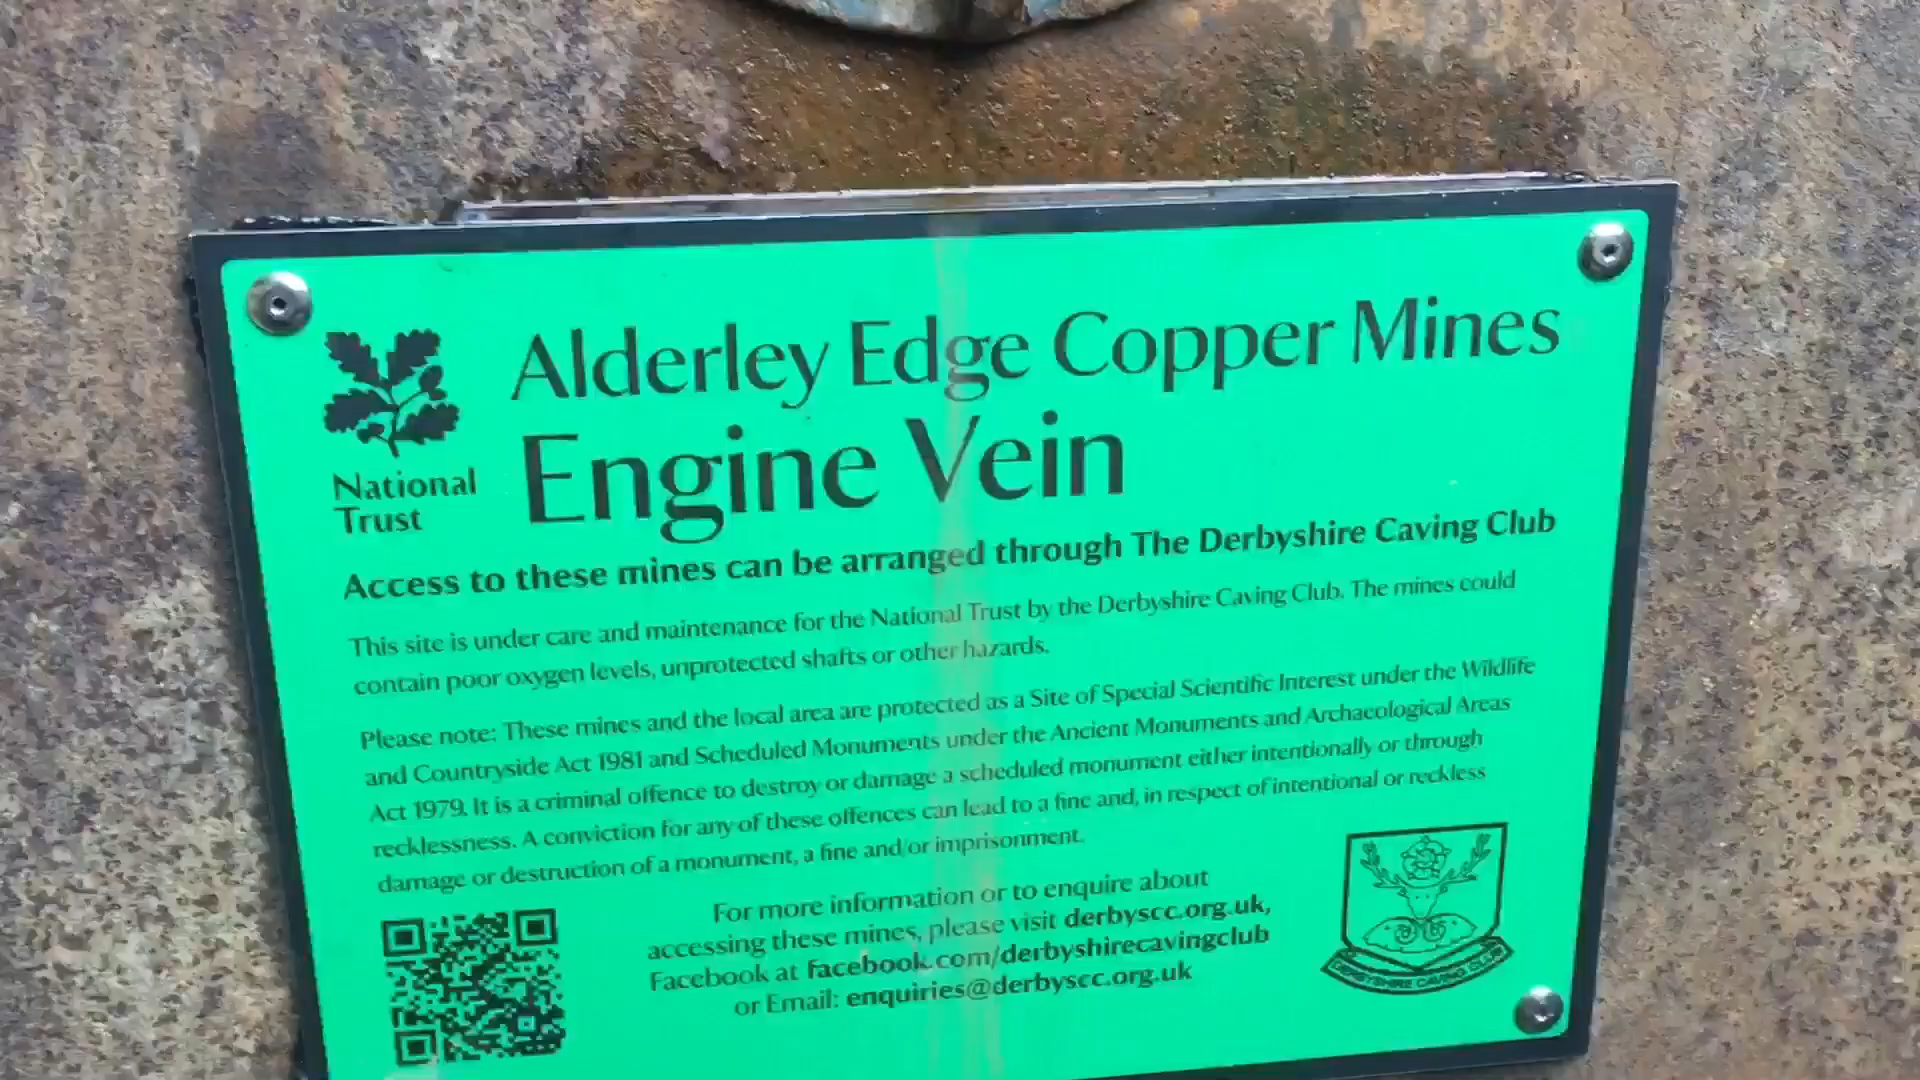 Alderley Edge Copper Mines
Engine Vein
National
Trust
Access to these mines can be arranged through The Derbyshire Caving Club
This site is under care and maintenance for the National Trust by the Derbyshire Caving Club. The mines could
contain poor oxygen levels, unprotected shafts or other hazards.
Please note: These mines and the local area are protected as a Site of Special Scientific Interest under the Wildlife
and Countryside Act 1981 and Scheduled Monuments under the Ancient Monuments and Archaeological Areas
Act 1979. It is a criminal offence to destroy or damage a scheduled monument either intentionally or through
recklessness. A conviction for any of these offences can lead to a fine and, in respect of intentional or reckless
damage or destruction of a monument, a fine and/or imprisonment.
For more information or to enquire about
accessing these mines, please visit derbyscc.org.uk,
Facebook at facebook.com/derbyshirecavingclub
or Email: enquiries@derbyscc.org.uk
DERBYSHIRE CAVING CLUB